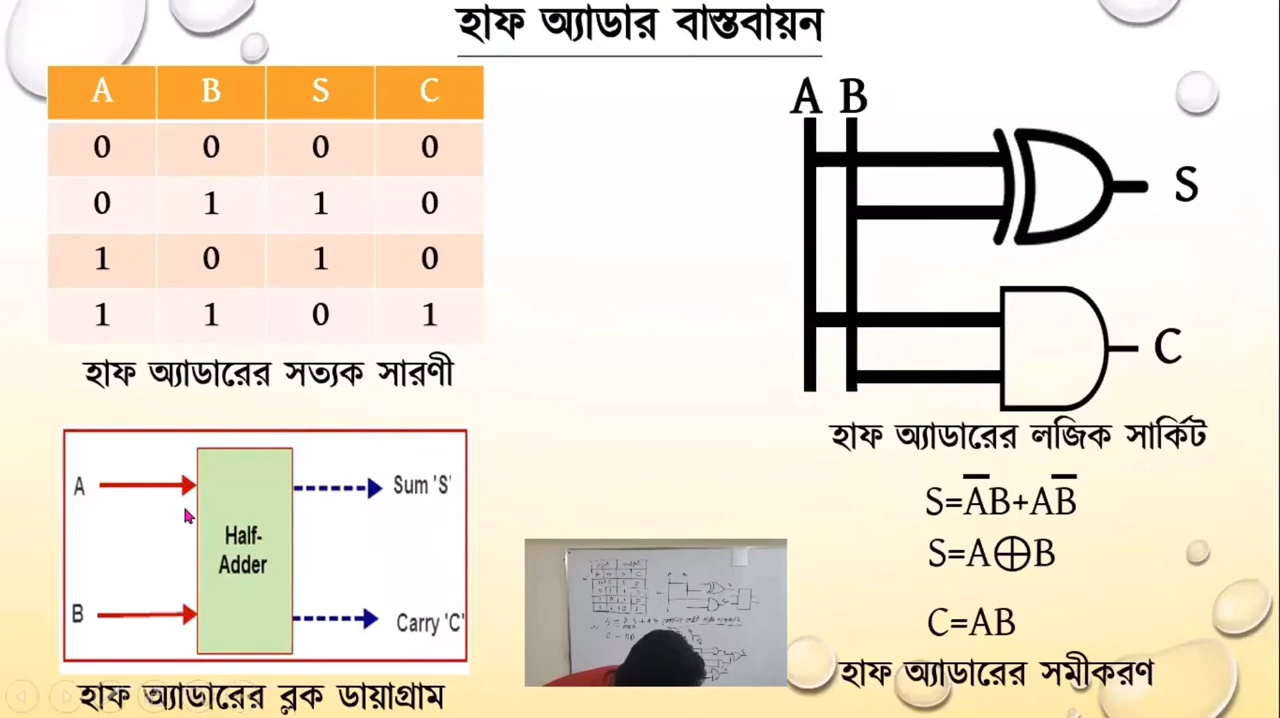 হাফ অ্যাডার বাস্তবায়ন
A B S C
0 0 0 0
0 1 1 0
1 0 1 0
1 1 0 1
হাফ অ্যাডারের সত্যক সারণী
A
B
Half-
Adder
Sum 'S'
Carry 'C'
হাফ অ্যাডারের ব্লক ডায়াগ্রাম
A B
S
C
হাফ অ্যাডারের লজিক সার্কিট
S=A̅B+AB̅
S=A⊕B
C=AB
হাফ অ্যাডারের সমীকরণ